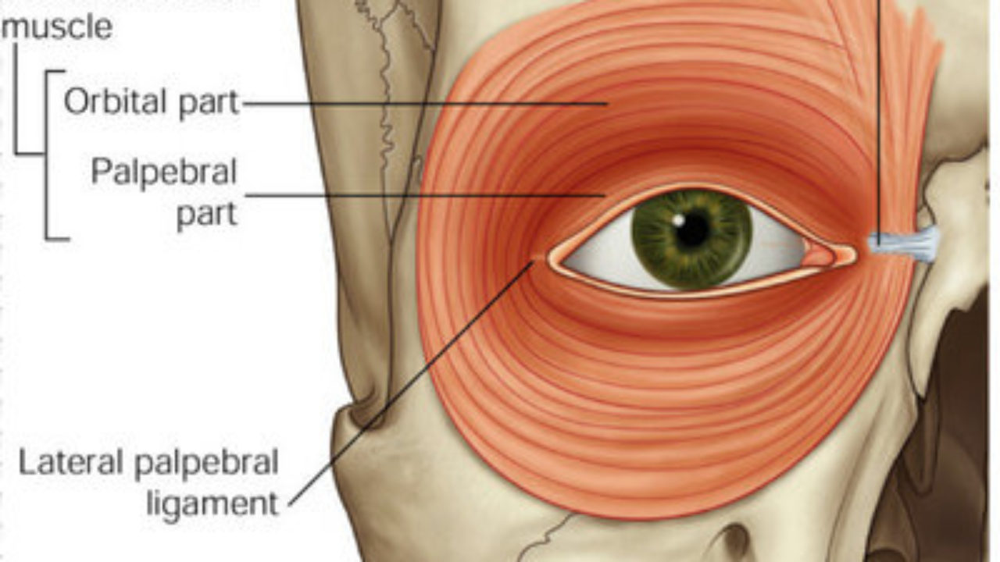 muscle
Orbital part
Palpebral
part
Lateral palpebral
ligament